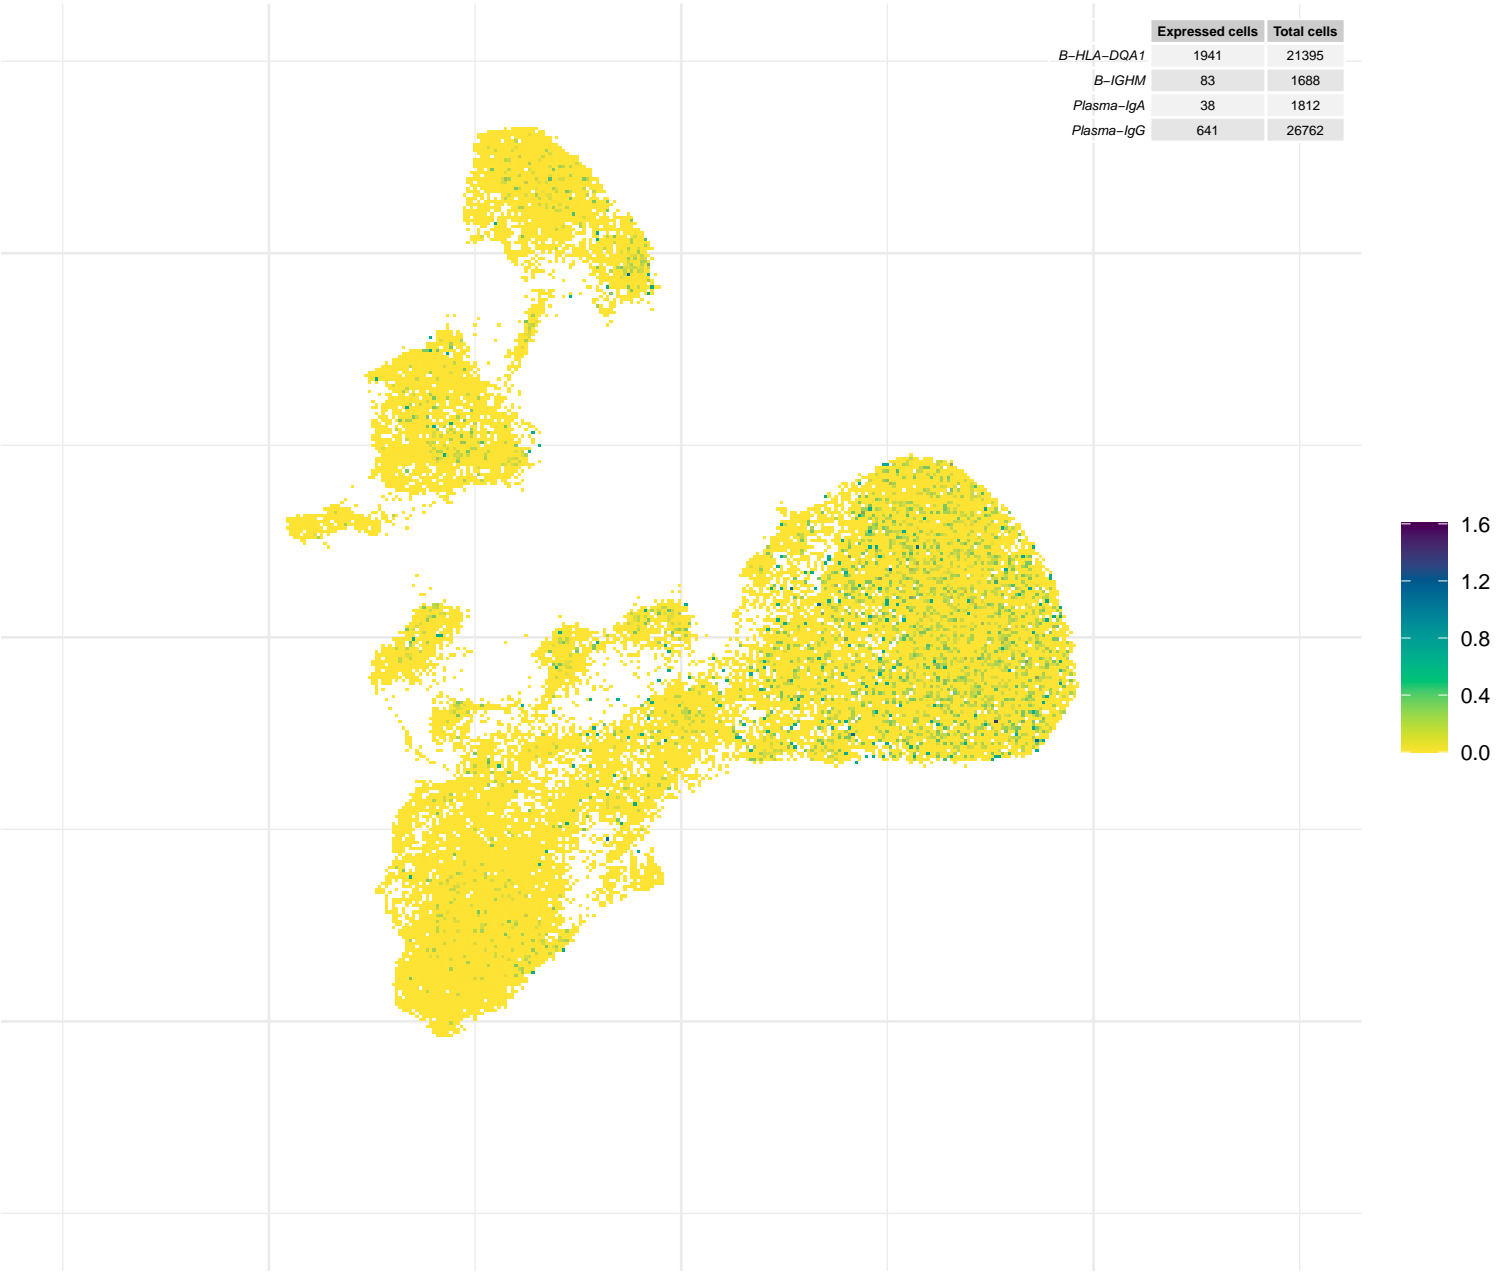 Expressed cells Total cells
B−HLA−DQA1 1941 21395
B−IGHM 83 1688
Plasma−IgA 38 1812
Plasma−IgG 641 26762
1.6
1.2
0.8
0.4
0.0